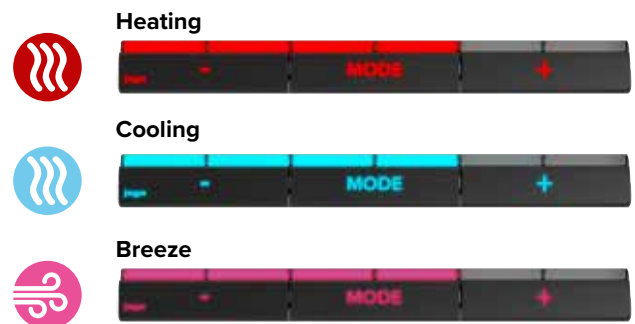 Heating
- MODE +
Cooling
- MODE +
Breeze
- MODE +